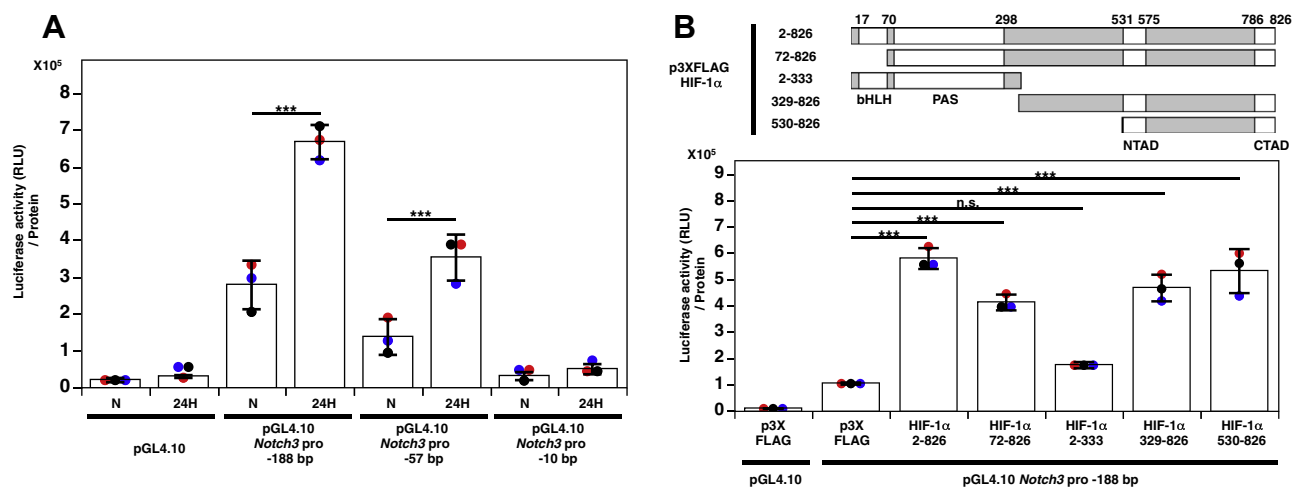 A
X10⁵
8
7
6
5
4
3
2
1
0
Luciferase activity (RLU)
/ Protein
***
***
N 24H N 24H N 24H N 24H
pGL4.10
pGL4.10
Notch3 pro
-188 bp
pGL4.10
Notch3 pro
-57 bp
pGL4.10
Notch3 pro
-10 bp
B
17 70 298 531 575 786 826
p3XFLAG
HIF-1α
2-826
72-826
2-333
bHLH PAS
329-826
530-826
NTAD CTAD
X10⁵
9
8
7
6
5
4
3
2
1
0
Luciferase activity (RLU)
/ Protein
***
***
n.s.
***
***
p3X
FLAG
p3X
FLAG
HIF-1α
2-826
HIF-1α
72-826
HIF-1α
2-333
HIF-1α
329-826
HIF-1α
530-826
pGL4.10
pGL4.10 Notch3 pro -188 bp